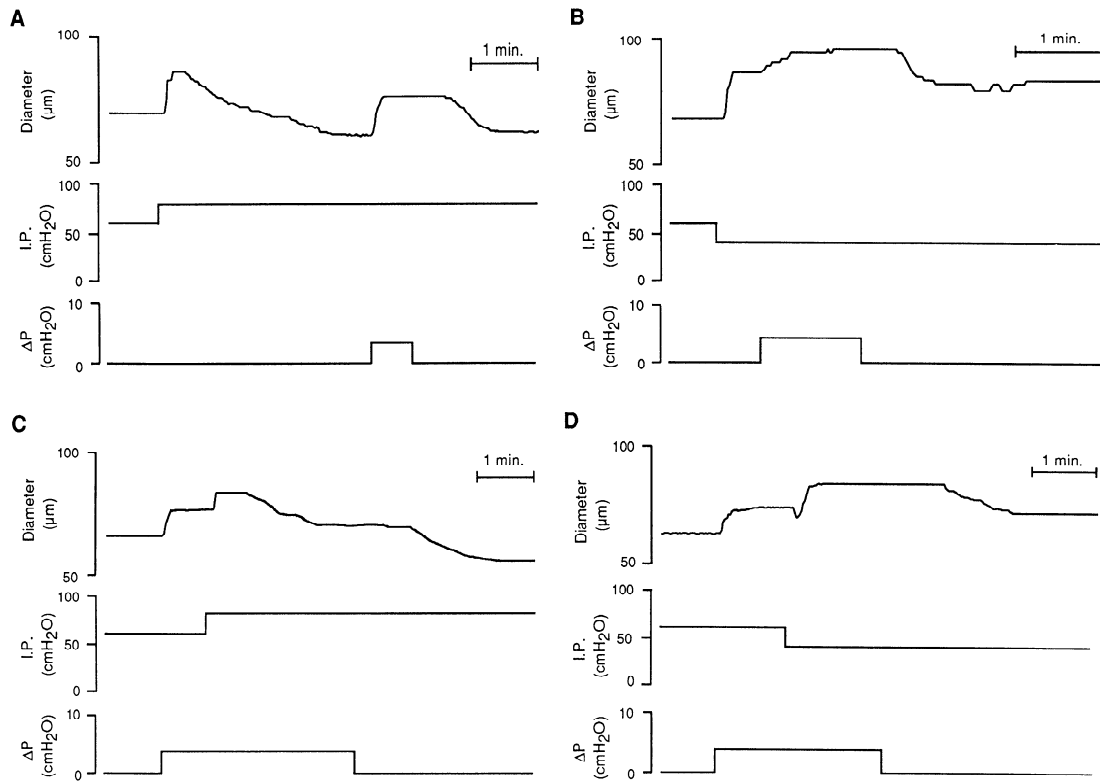 A
100
50
Diameter
(µm)
1 min.
100
50
0
I.P.
(cmH2O)
10
0
ΔP
(cmH2O)
B
100
50
Diameter
(µm)
1 min.
100
50
0
I.P.
(cmH2O)
10
0
ΔP
(cmH2O)
C
100
50
Diameter
(µm)
1 min.
100
50
0
I.P.
(cmH2O)
10
0
ΔP
(cmH2O)
D
100
50
Diameter
(µm)
1 min.
100
50
0
I.P.
(cmH2O)
10
0
ΔP
(cmH2O)